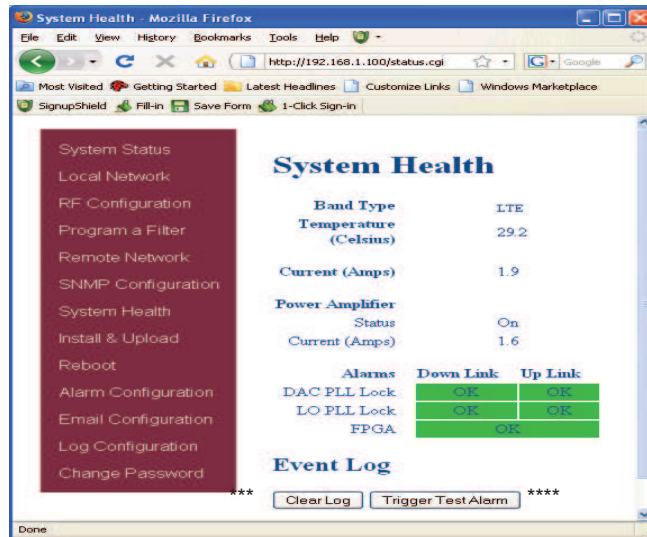 System Health - Mozilla Firefox
File Edit View History Bookmarks Tools Help
http://192.168.1.100/status.cgi
G Google
Most Visited Getting Started Latest Headlines Customize Links Windows Marketplace
SignupShield Fill-in Save Form 1-Click Sign-in
System Status
Local Network
RF Configuration
Program a Filter
Remote Network
SNMP Configuration
System Health
Install & Upload
Reboot
Alarm Configuration
Email Configuration
Log Configuration
Change Password
System Health
Band Type LTE
Temperature (Celsius) 29.2
Current (Amps) 1.9
Power Amplifier
Status On
Current (Amps) 1.6
Alarms Down Link Up Link
DAC PLL Lock OK OK
LO PLL Lock OK OK
FPGA OK
Event Log
*** Clear Log Trigger Test Alarm ****
Done